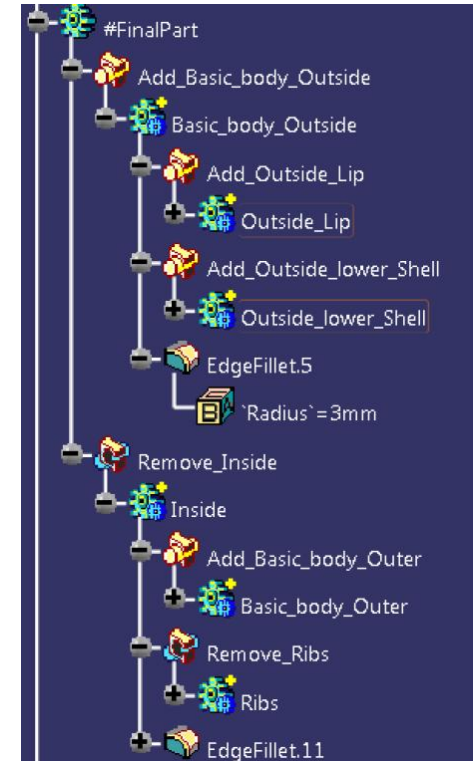 #FinalPart
Add_Basic_body_Outside
Basic_body_Outside
Add_Outside_Lip
Outside_Lip
Add_Outside_lower_Shell
Outside_lower_Shell
EdgeFillet.5
`Radius`=3mm
Remove_Inside
Inside
Add_Basic_body_Outer
Basic_body_Outer
Remove_Ribs
Ribs
EdgeFillet.11